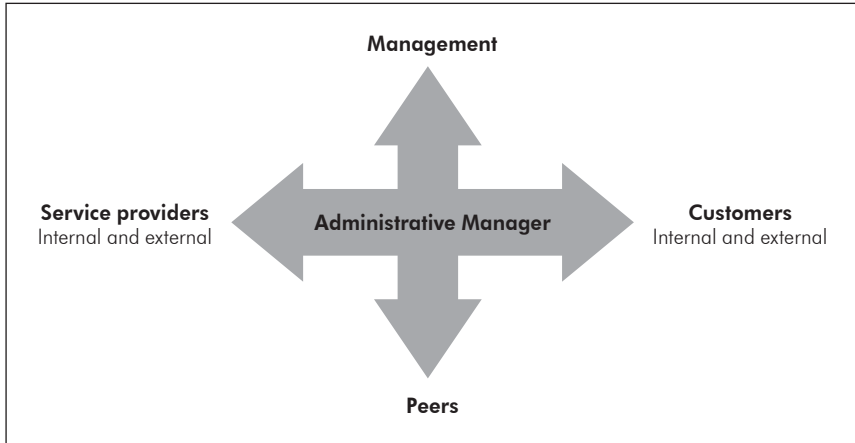 Management
Service providers
Internal and external
Administrative Manager
Customers
Internal and external
Peers